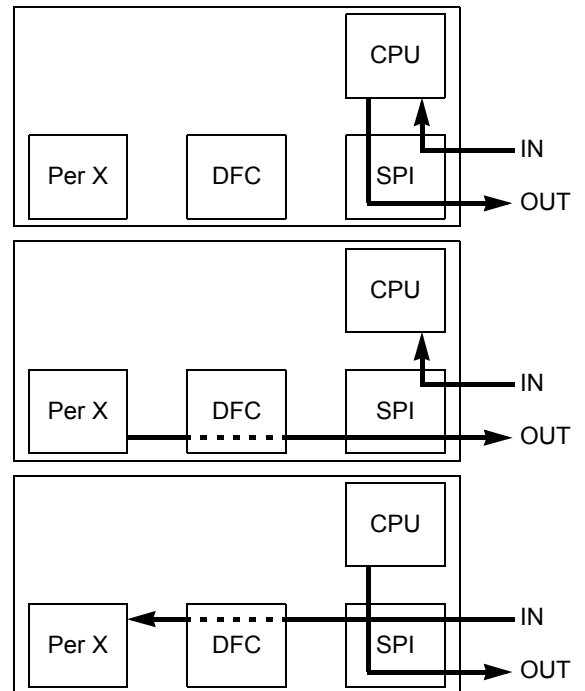 CPU
IN
Per X DFC SPI
OUT
CPU
IN
Per X DFC SPI
OUT
CPU
IN
Per X DFC SPI
OUT